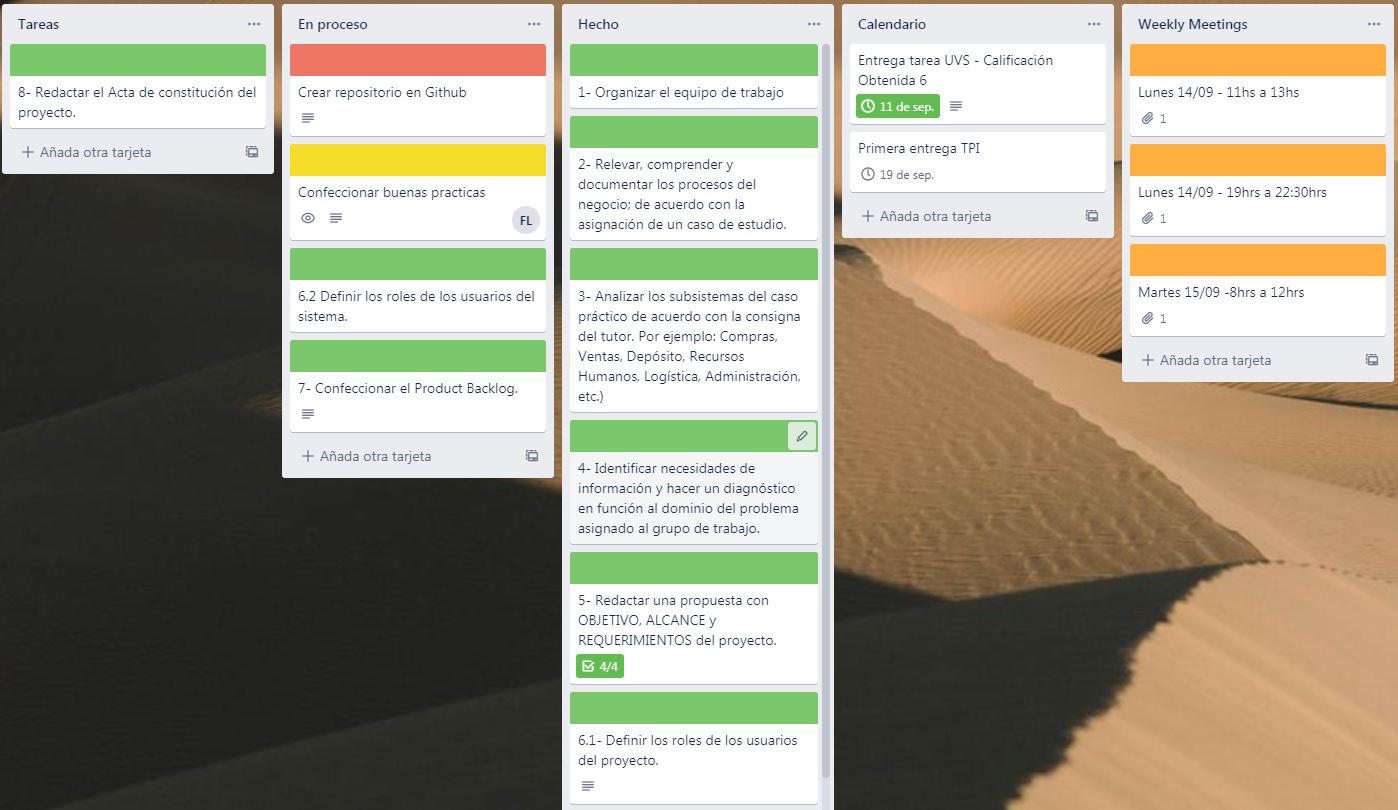 Tareas
8- Redactar el Acta de constitución del
proyecto.
Añada otra tarjeta
En proceso
Crear repositorio en Github
Confeccionar buenas practicas
FL
6.2 Definir los roles de los usuarios del
sistema.
7- Confeccionar el Product Backlog.
Añada otra tarjeta
Hecho
1- Organizar el equipo de trabajo
2- Relevar, comprender y
documentar los procesos del
negocio; de acuerdo con la
asignación de un caso de estudio.
3- Analizar los subsistemas del caso
práctico de acuerdo con la consigna
del tutor. Por ejemplo: Compras,
Ventas, Depósito, Recursos
Humanos, Logística, Administración,
etc.)
4- Identificar necesidades de
información y hacer un diagnóstico
en función al dominio del problema
asignado al grupo de trabajo.
5- Redactar una propuesta con
OBJETIVO, ALCANCE y
REQUERIMIENTOS del proyecto.
4/4
6.1- Definir los roles de los usuarios
del proyecto.
Calendario
Entrega tarea UVS - Calificación
Obtenida 6
11 de sep.
Primera entrega TPI
19 de sep.
Añada otra tarjeta
Weekly Meetings
Lunes 14/09 - 11hs a 13hs
1
Lunes 14/09 - 19hrs a 22:30hrs
1
Martes 15/09 -8hrs a 12hrs
1
Añada otra tarjeta